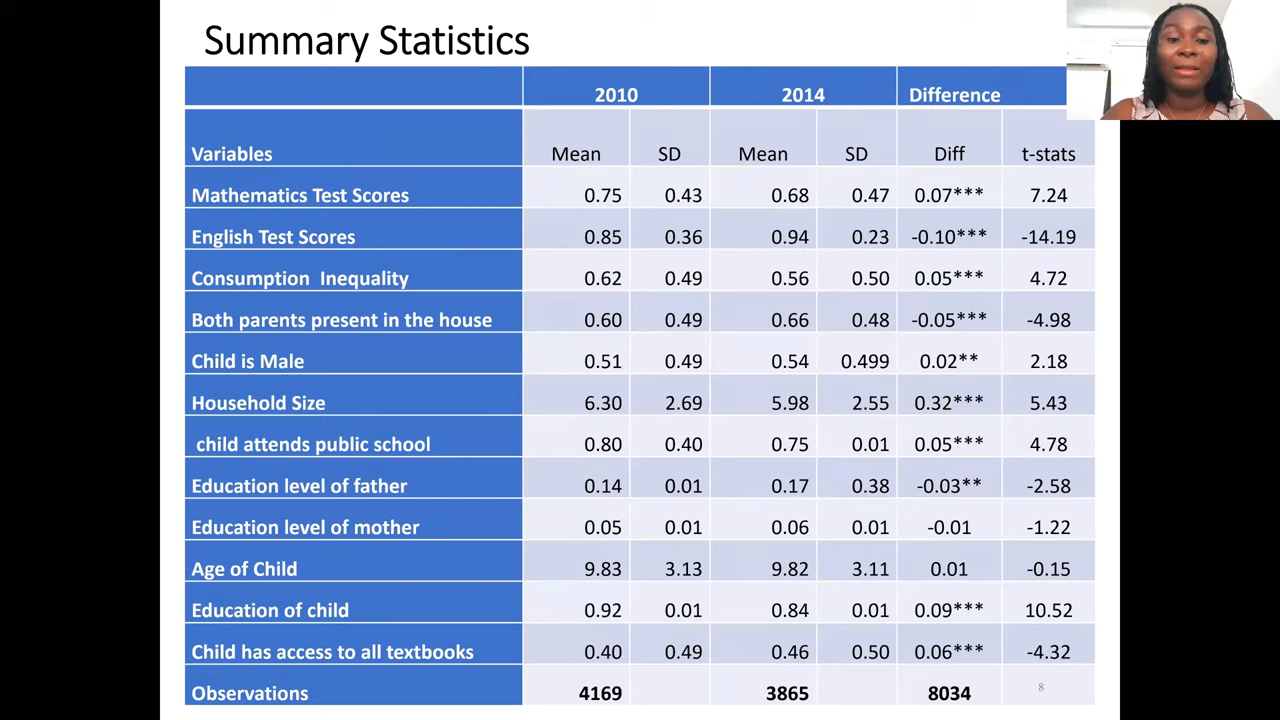 Summary Statistics
2010 2014 Difference
Variables Mean SD Mean SD Diff t-stats
Mathematics Test Scores 0.75 0.43 0.68 0.47 0.07*** 7.24
English Test Scores 0.85 0.36 0.94 0.23 -0.10*** -14.19
Consumption Inequality 0.62 0.49 0.56 0.50 0.05*** 4.72
Both parents present in the house 0.60 0.49 0.66 0.48 -0.05*** -4.98
Child is Male 0.51 0.49 0.54 0.499 0.02** 2.18
Household Size 6.30 2.69 5.98 2.55 0.32*** 5.43
child attends public school 0.80 0.40 0.75 0.01 0.05*** 4.78
Education level of father 0.14 0.01 0.17 0.38 -0.03** -2.58
Education level of mother 0.05 0.01 0.06 0.01 -0.01 -1.22
Age of Child 9.83 3.13 9.82 3.11 0.01 -0.15
Education of child 0.92 0.01 0.84 0.01 0.09*** 10.52
Child has access to all textbooks 0.40 0.49 0.46 0.50 0.06*** -4.32
Observations 4169 3865 8034 8